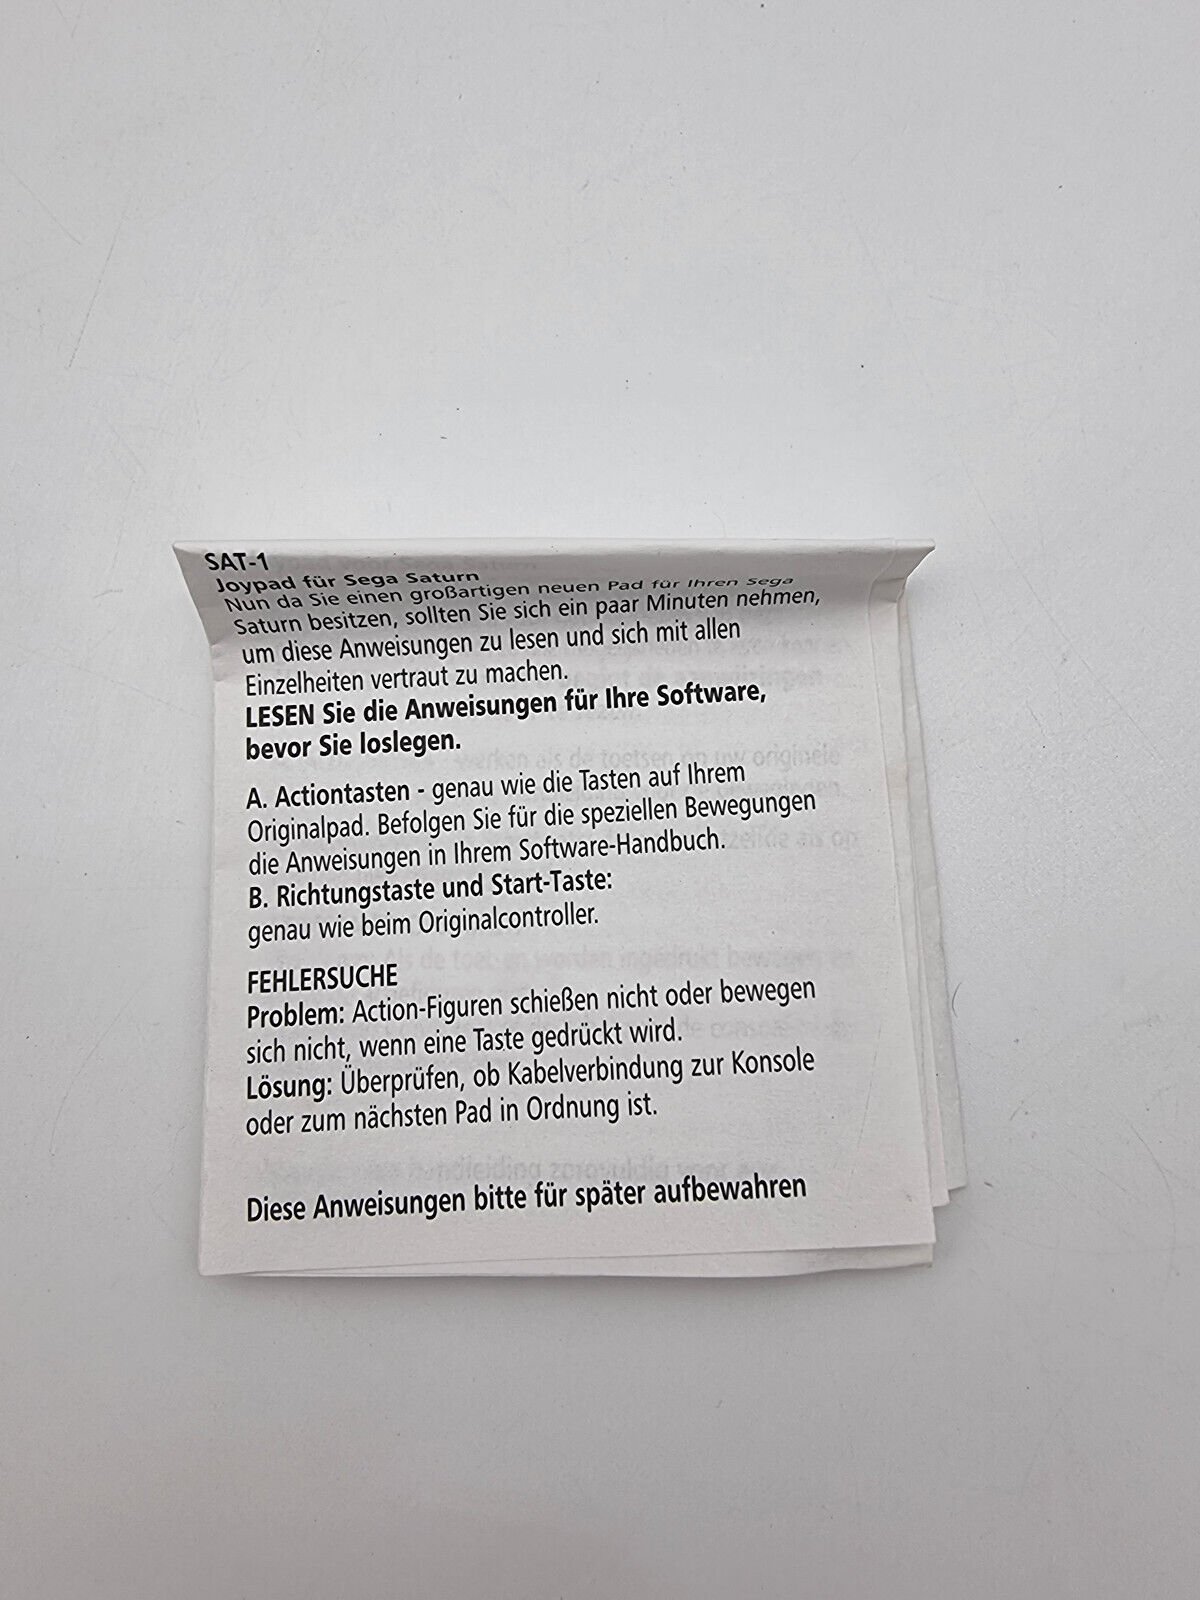 SAT-1
Joypad für Sega Saturn
Nun da Sie einen großartigen neuen Pad für Ihren Sega
Saturn besitzen, sollten Sie sich ein paar Minuten nehmen,
um diese Anweisungen zu lesen und sich mit allen
Einzelheiten vertraut zu machen.
LESEN Sie die Anweisungen für Ihre Software,
bevor Sie loslegen.
A. Actiontasten - genau wie die Tasten auf Ihrem
Originalpad. Befolgen Sie für die speziellen Bewegungen
die Anweisungen in Ihrem Software-Handbuch.
B. Richtungstaste und Start-Taste:
genau wie beim Originalcontroller.
FEHLERSUCHE
Problem: Action-Figuren schießen nicht oder bewegen
sich nicht, wenn eine Taste gedrückt wird.
Lösung: Überprüfen, ob Kabelverbindung zur Konsole
oder zum nächsten Pad in Ordnung ist.
Diese Anweisungen bitte für später aufbewahren